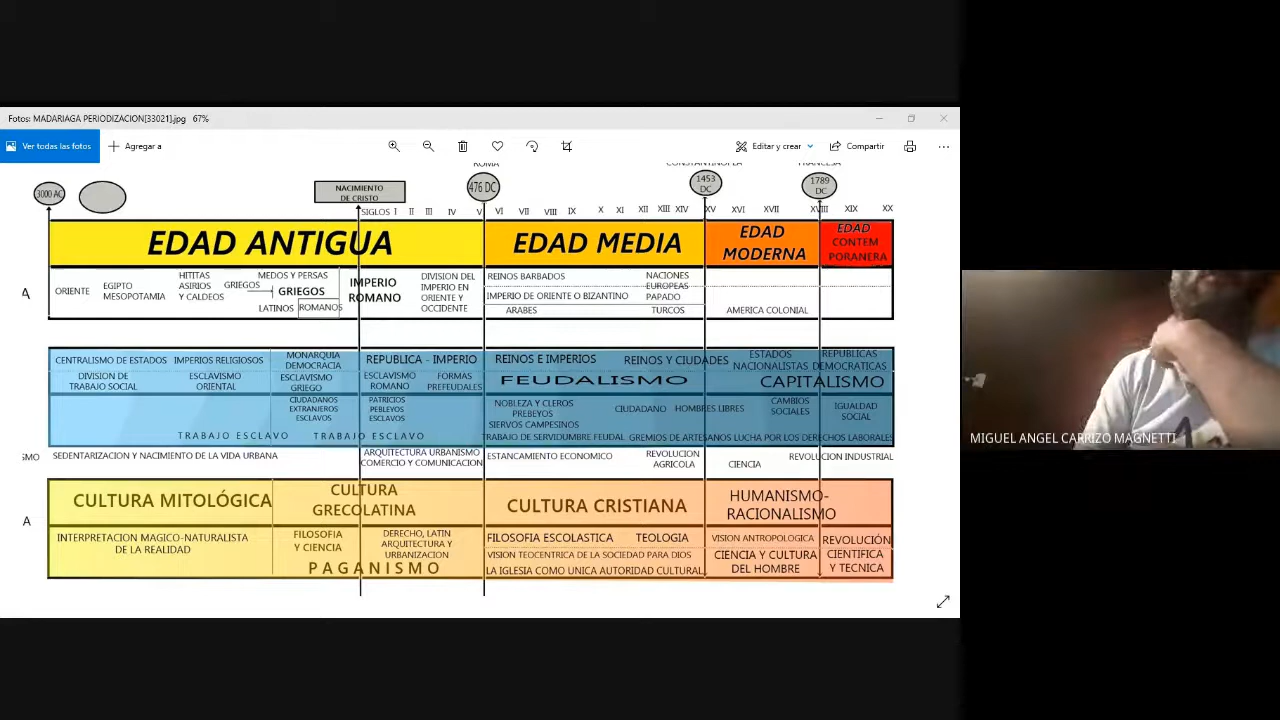 Fotos: MADARIAGA PERIODIZACION[33021].jpg 67%
Ver todas las fotos
Agregar a
Editar y crear
Compartir
ROMA
CONSTANTINOPLA
FRANCESA
3000 AC
NACIMIENTO
DE CRISTO
476 DC
1453
DC
1789
DC
SIGLOS I II III IV V VI VII VIII IX X XI XII XIII XIV XV XVI XVII XVIII XIX XX
EDAD ANTIGUA
EDAD MEDIA
EDAD
MODERNA
EDAD
CONTEM
PORANERA
A
ORIENTE
EGIPTO
MESOPOTAMIA
HITITAS
ASIRIOS
Y CALDEOS
GRIEGOS
MEDOS Y PERSAS
GRIEGOS
LATINOS
ROMANOS
IMPERIO
ROMANO
DIVISION DEL
IMPERIO EN
ORIENTE Y
OCCIDENTE
REINOS BARBADOS
IMPERIO DE ORIENTE O BIZANTINO
ARABES
NACIONES
EUROPEAS
PAPADO
TURCOS
AMERICA COLONIAL
CENTRALISMO DE ESTADOS
IMPERIOS RELIGIOSOS
MONARQUIA
DEMOCRACIA
REPUBLICA - IMPERIO
REINOS E IMPERIOS
REINOS Y CIUDADES
ESTADOS
NACIONALISTAS
REPUBLICAS
DEMOCRATICAS
DIVISION DE
TRABAJO SOCIAL
ESCLAVISMO
ORIENTAL
ESCLAVISMO
GRIEGO
ESCLAVISMO
ROMANO
FORMAS
PREFEUDALES
FEUDALISMO
CAPITALISMO
CIUDADANOS
EXTRANIEROS
ESCLAVOS
PATRICIOS
PEBLEYOS
ESCLAVOS
NOBLEZA Y CLEROS
PREBEYOS
SIERVOS CAMPESINOS
CIUDADANO
HOMBRES LIBRES
CAMBIOS
SOCIALES
IGUALDAD
SOCIAL
TRABAJO ESCLAVO
TRABAJO ESCLAVO
TRABAJO DE SERVIDUMBRE FEUDAL
GREMIOS DE ARTESANOS
LUCHA POR LOS DERECHOS LABORALES
SMO
SEDENTARIZACION Y NACIMIENTO DE LA VIDA URBANA
ARQUITECTURA URBANISMO
COMERCIO Y COMUNICACION
ESTANCAMIENTO ECONOMICO
REVOLUCION
AGRICOLA
CIENCIA
REVOLUCION INDUSTRIAL
A
CULTURA MITOLÓGICA
CULTURA
GRECOLATINA
CULTURA CRISTIANA
HUMANISMO-
RACIONALISMO
INTERPRETACION MAGICO-NATURALISTA
DE LA REALIDAD
FILOSOFIA
Y CIENCIA
DERECHO, LATIN
ARQUITECTURA Y
URBANIZACION
PAGANISMO
FILOSOFIA ESCOLASTICA
TEOLOGIA
VISION TEOCENTRICA DE LA SOCIEDAD PARA DIOS
LA IGLESIA COMO UNICA AUTORIDAD CULTURAL
VISION ANTROPOLOGICA
CIENCIA Y CULTURA
DEL HOMBRE
REVOLUCIÓN
CIENTIFICA
Y TECNICA
MIGUEL ANGEL CARRIZO MAGNETTI